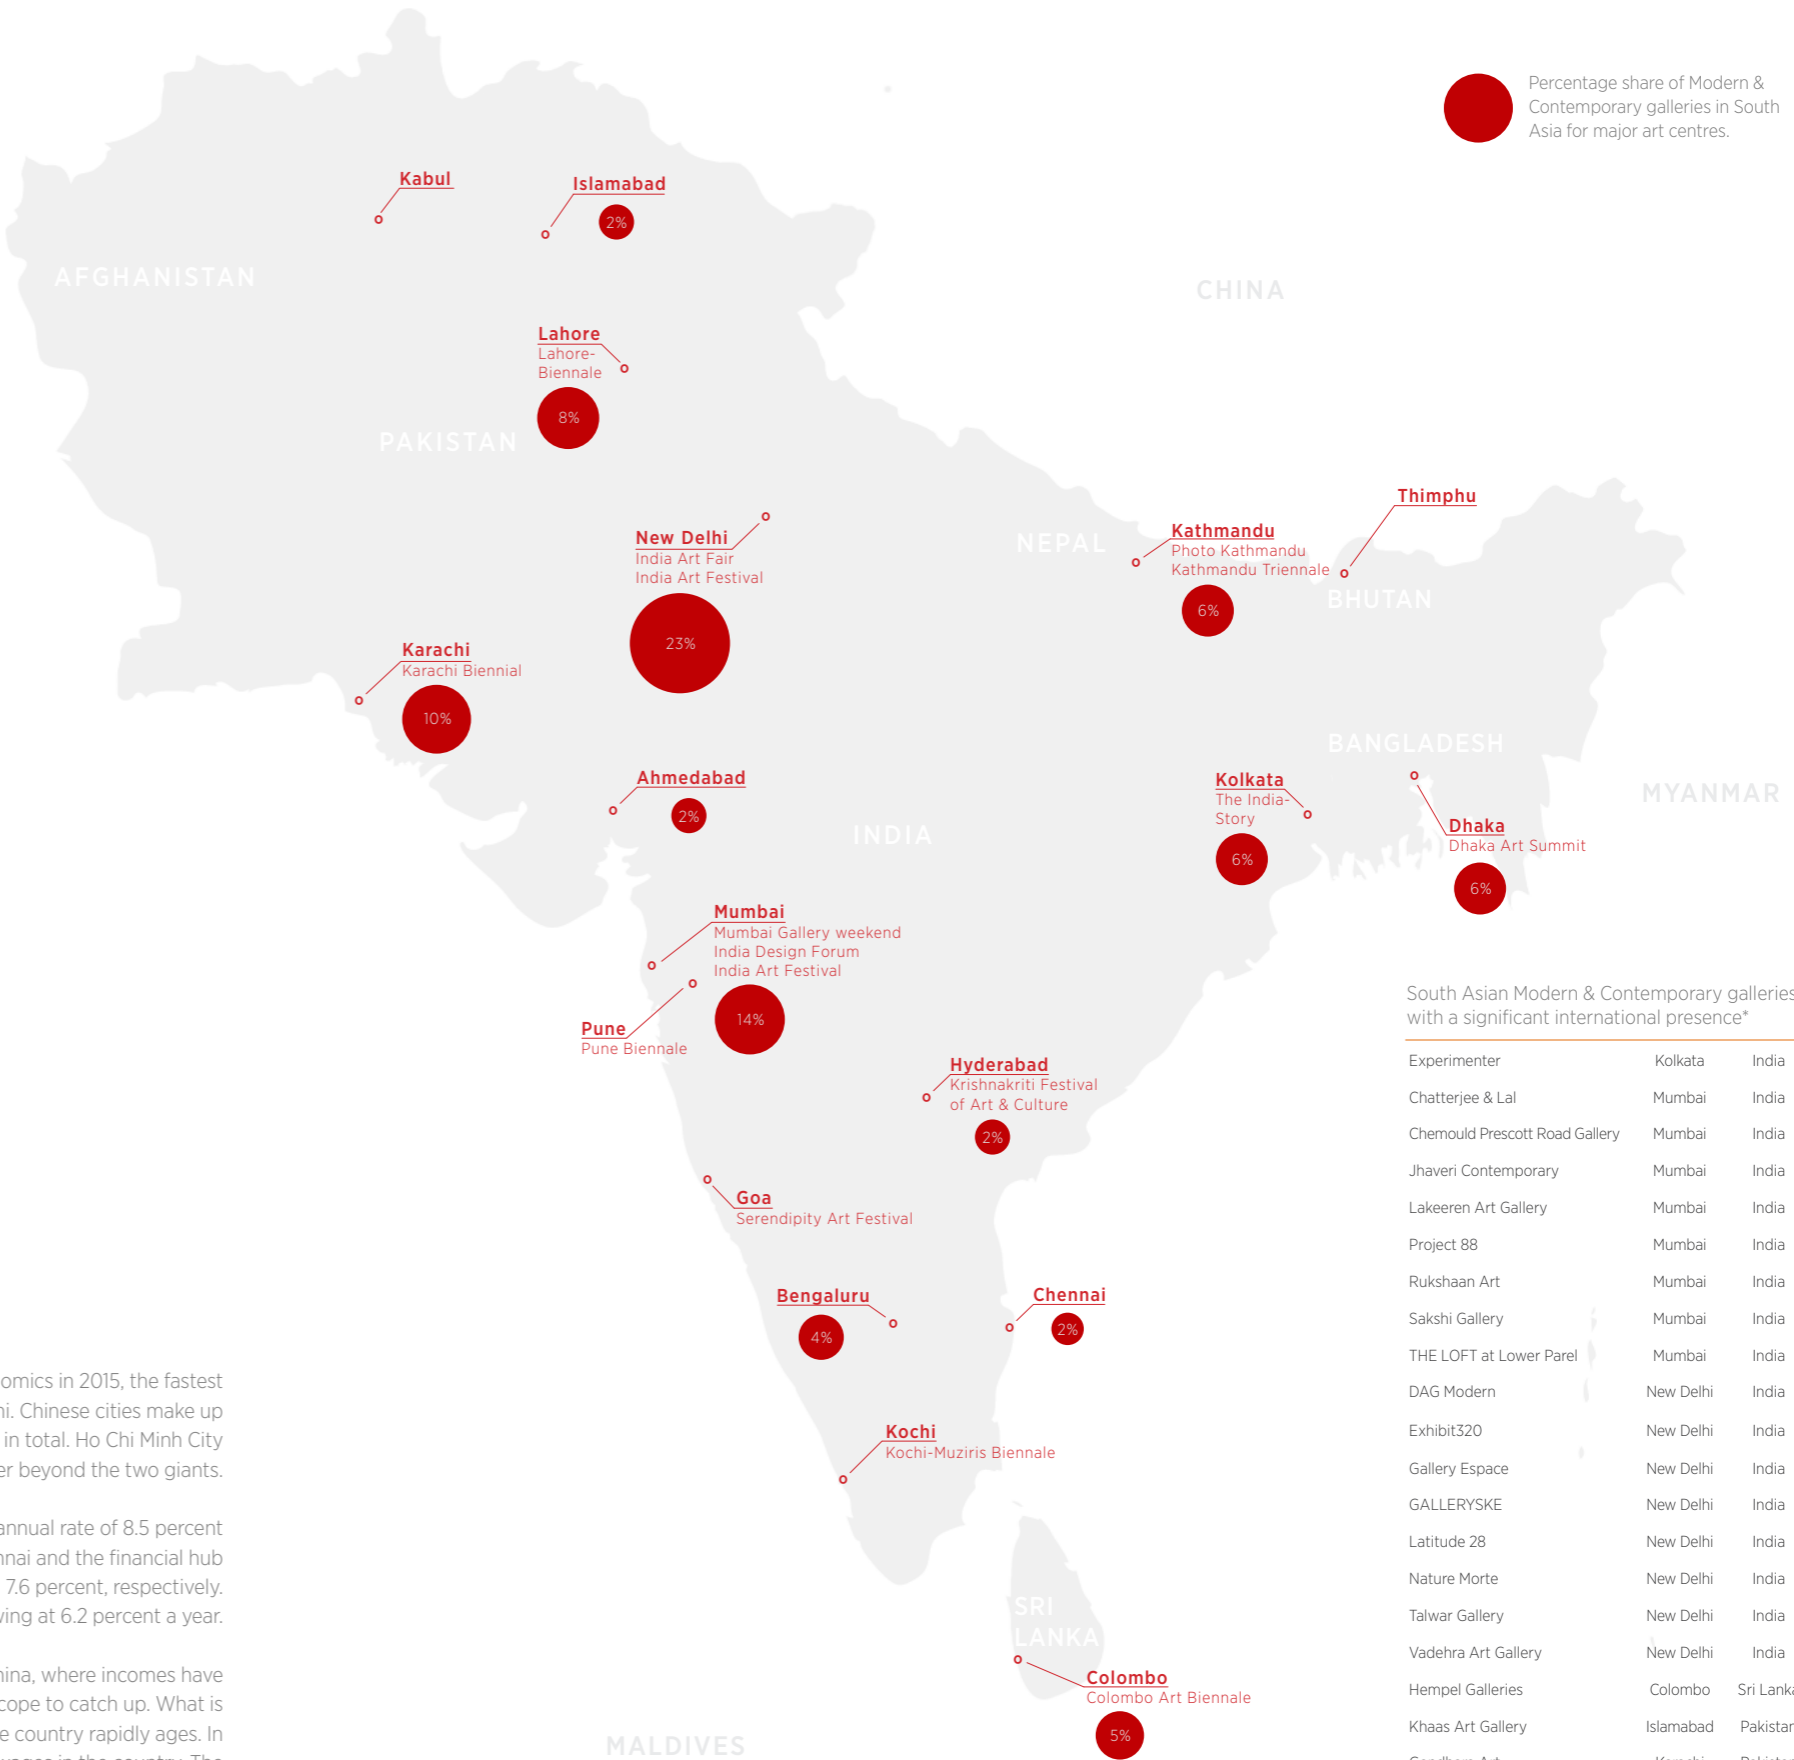 Percentage share of Modern &
Contemporary galleries in South
Asia for major art centres.
Kabul
Islamabad
2%
AFGHANISTAN
CHINA
Lahore
Lahore-
Biennale
8%
PAKISTAN
Thimphu
New Delhi
India Art Fair
India Art Festival
23%
NEPAL
Kathmandu
Photo Kathmandu
Kathmandu Triennale
6%
BHUTAN
Karachi
Karachi Biennial
10%
BANGLADESH
Ahmedabad
2%
INDIA
Kolkata
The India-
Story
6%
MYANMAR
Dhaka
Dhaka Art Summit
6%
Mumbai
Mumbai Gallery weekend
India Design Forum
India Art Festival
14%
Pune
Pune Biennale
Hyderabad
Krishnakriti Festival
of Art & Culture
2%
Goa
Serendipity Art Festival
Bengaluru
4%
Chennai
2%
Kochi
Kochi-Muziris Biennale
SRI
LANKA
Colombo
Colombo Art Biennale
5%
MALDIVES
South Asian Modern & Contemporary galleries
with a significant international presence*
Experimenter Kolkata India
Chatterjee & Lal Mumbai India
Chemould Prescott Road Gallery Mumbai India
Jhaveri Contemporary Mumbai India
Lakeeren Art Gallery Mumbai India
Project 88 Mumbai India
Rukshaan Art Mumbai India
Sakshi Gallery Mumbai India
THE LOFT at Lower Parel Mumbai India
DAG Modern New Delhi India
Exhibit320 New Delhi India
Gallery Espace New Delhi India
GALLERYSKE New Delhi India
Latitude 28 New Delhi India
Nature Morte New Delhi India
Talwar Gallery New Delhi India
Vadehra Art Gallery New Delhi India
Hempel Galleries Colombo Sri Lanka
Khaas Art Gallery Islamabad Pakistan
in 2015, the fastest
Chinese cities make up
in total. Ho Chi Minh City
beyond the two giants.
annual rate of 8.5 percent
and the financial hub
7.6 percent, respectively.
at 6.2 percent a year.
where incomes have
to catch up. What is
country rapidly ages. In